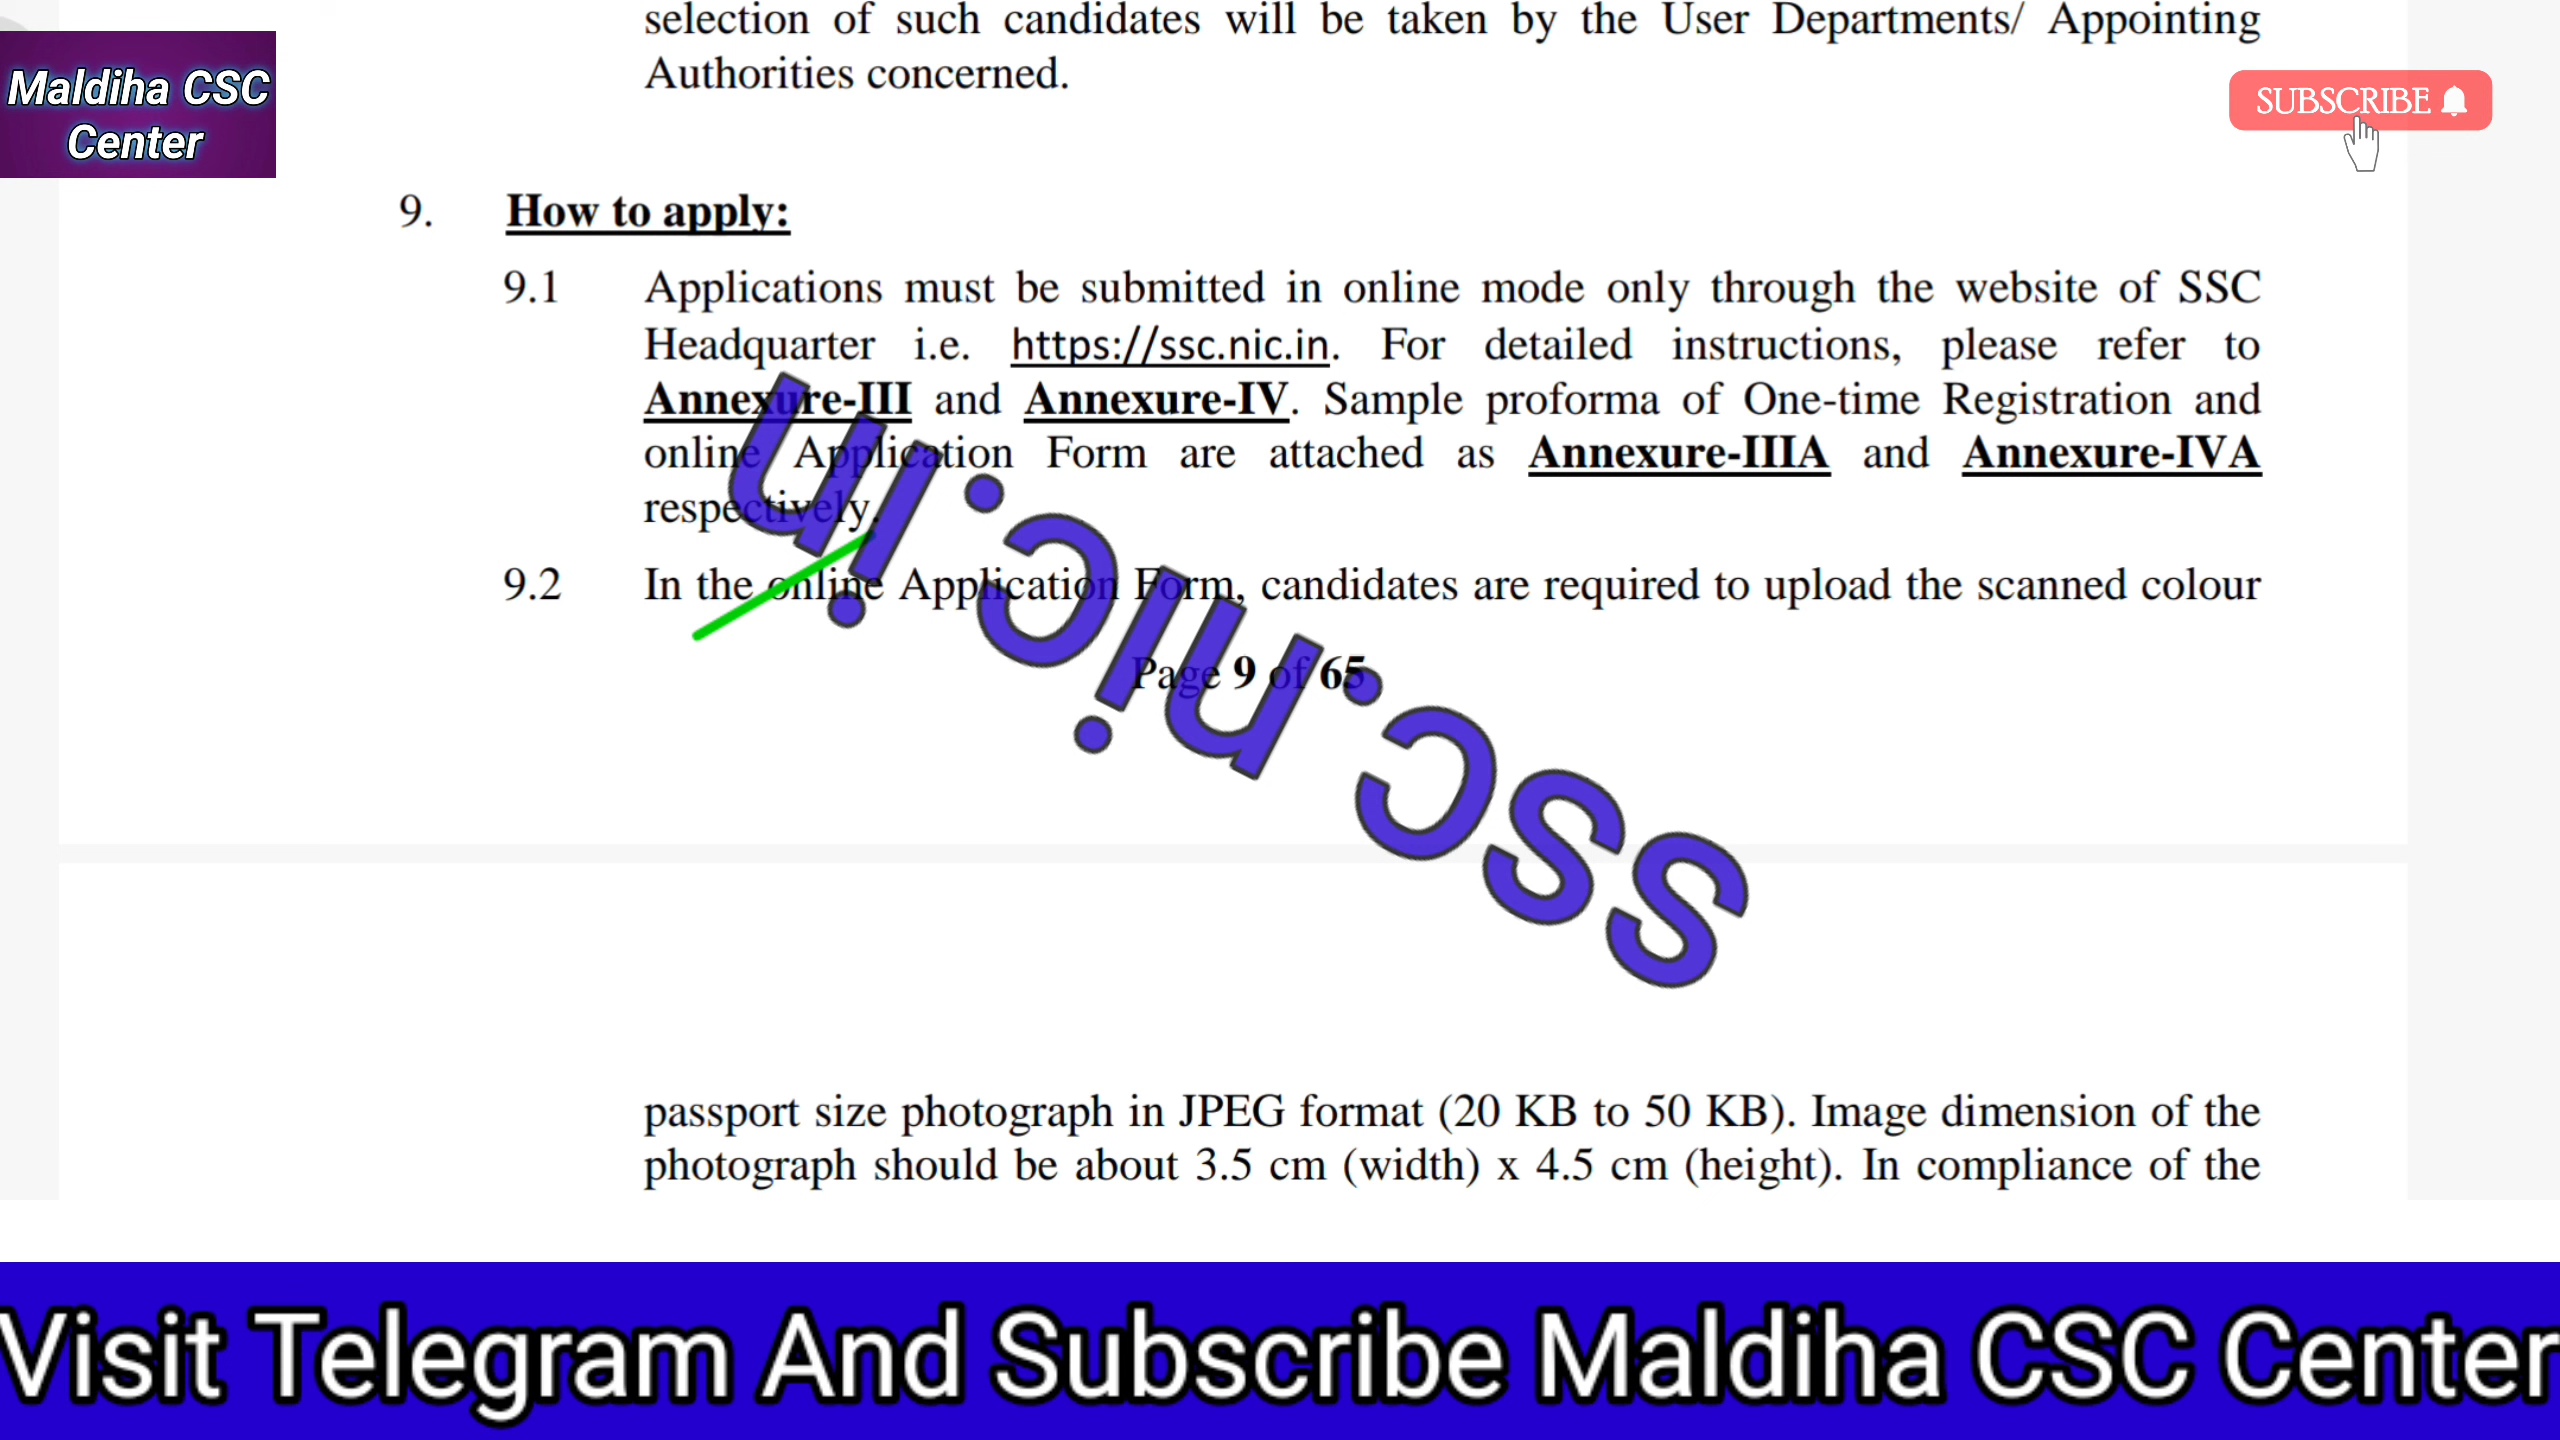 selection of such candidates will be taken by the User Departments/ Appointing
Authorities concerned.
Maldiha CSC
Center
SUBSCRIBE
9. How to apply:
9.1 Applications must be submitted in online mode only through the website of SSC
Headquarter i.e. https://ssc.nic.in. For detailed instructions, please refer to
Annexure-III and Annexure-IV. Sample proforma of One-time Registration and
online Application Form are attached as Annexure-IIIA and Annexure-IVA
respectively.
9.2 In the online Application Form, candidates are required to upload the scanned colour
Page 9 of 65
ssc.nic.in
passport size photograph in JPEG format (20 KB to 50 KB). Image dimension of the
photograph should be about 3.5 cm (width) x 4.5 cm (height). In compliance of the
Visit Telegram And Subscribe Maldiha CSC Center